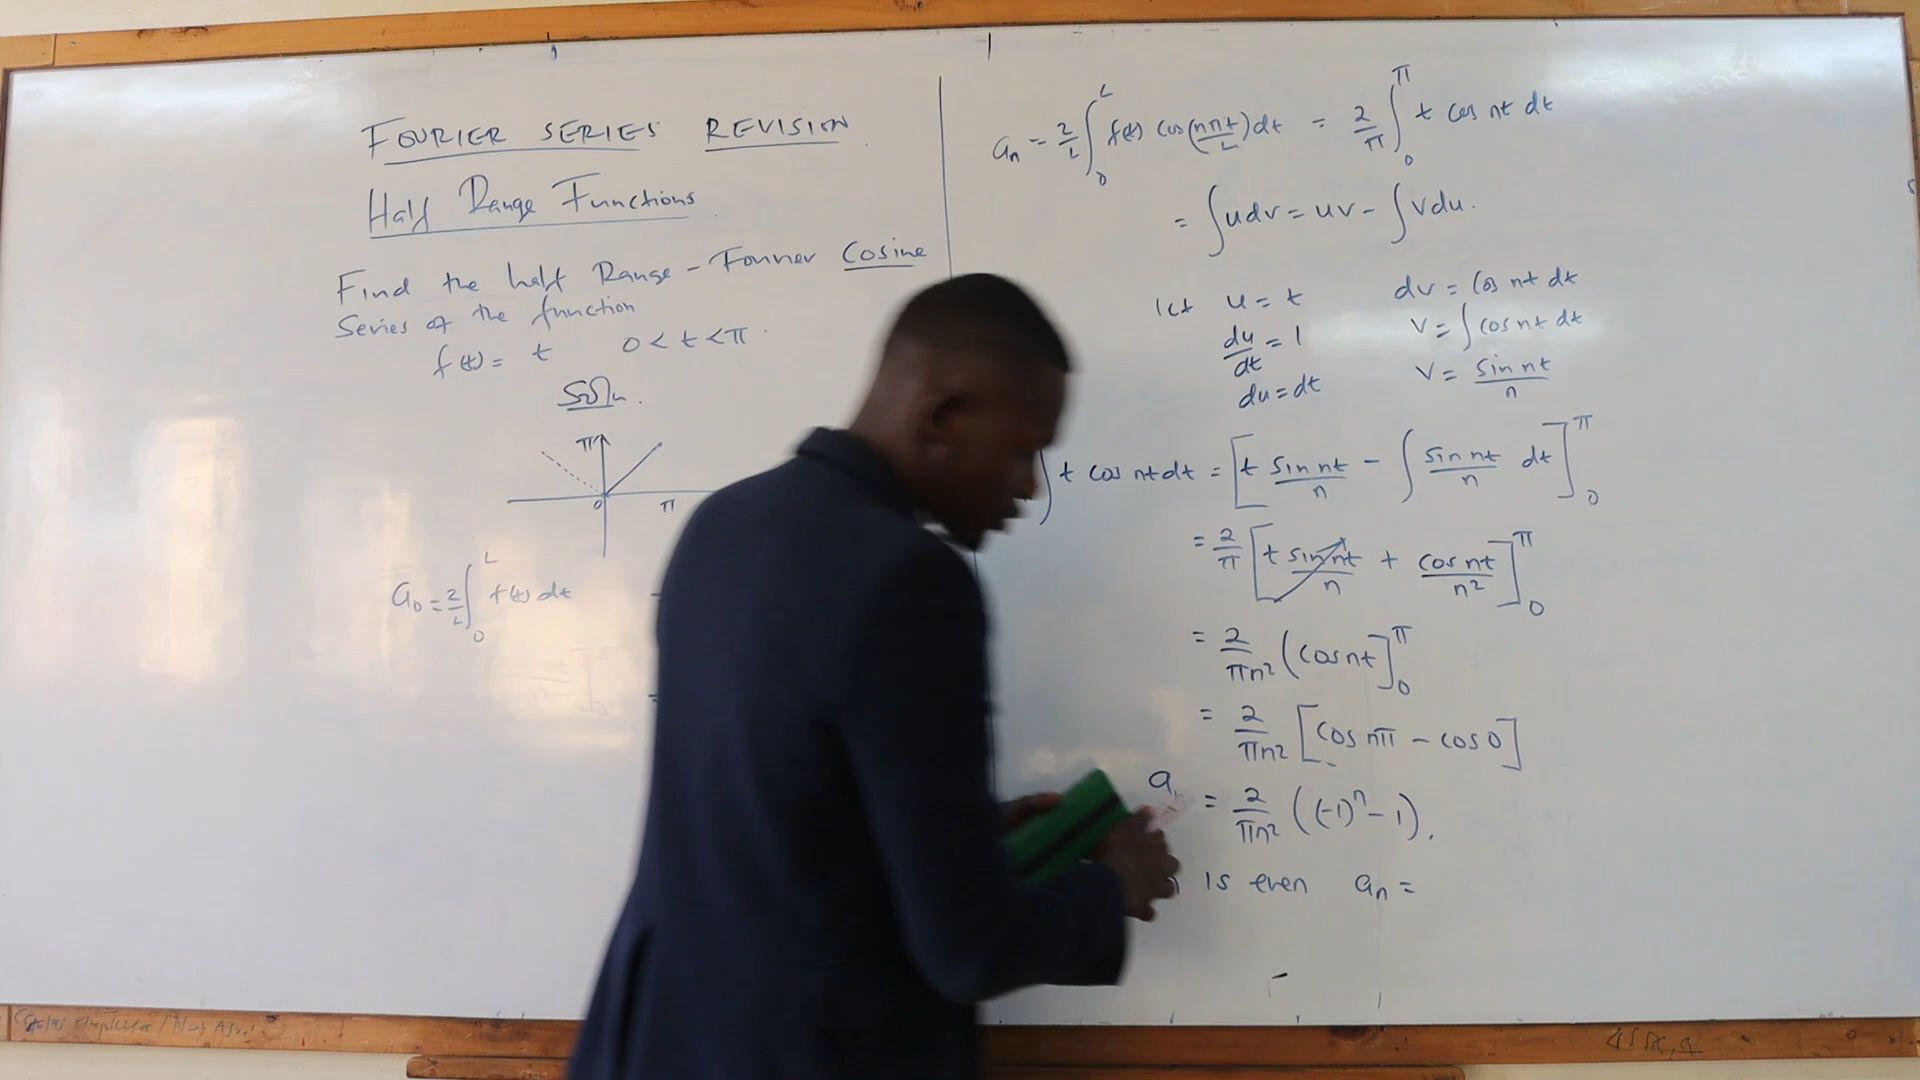 FOURIER SERIES REVISION
Half Range Functions
Find the half Range - Fourier Cosine
Series of the function
f(t) = t    0 < t < π
Soln.
π
0    π
a₀ = 2/L ∫₀ᴸ f(t) dt
aₙ = 2/L ∫₀ᴸ f(t) cos(nπt/L) dt = 2/π ∫₀^π t cos nt dt
= ∫udv = uv - ∫vdu.
let u = t    dv = cos nt dt
du/dt = 1    v = ∫cos nt dt
du = dt    v = sin nt/n
∫ t cos nt dt = [t sin nt/n - ∫ sin nt/n dt]₀^π
= 2/π [t sin nt/n + cos nt/n²]₀^π
= 2/πn² (cos nt]₀^π
= 2/πn² [cos nπ - cos 0]
aₙ = 2/πn² ((-1)ⁿ - 1).
is even    aₙ =